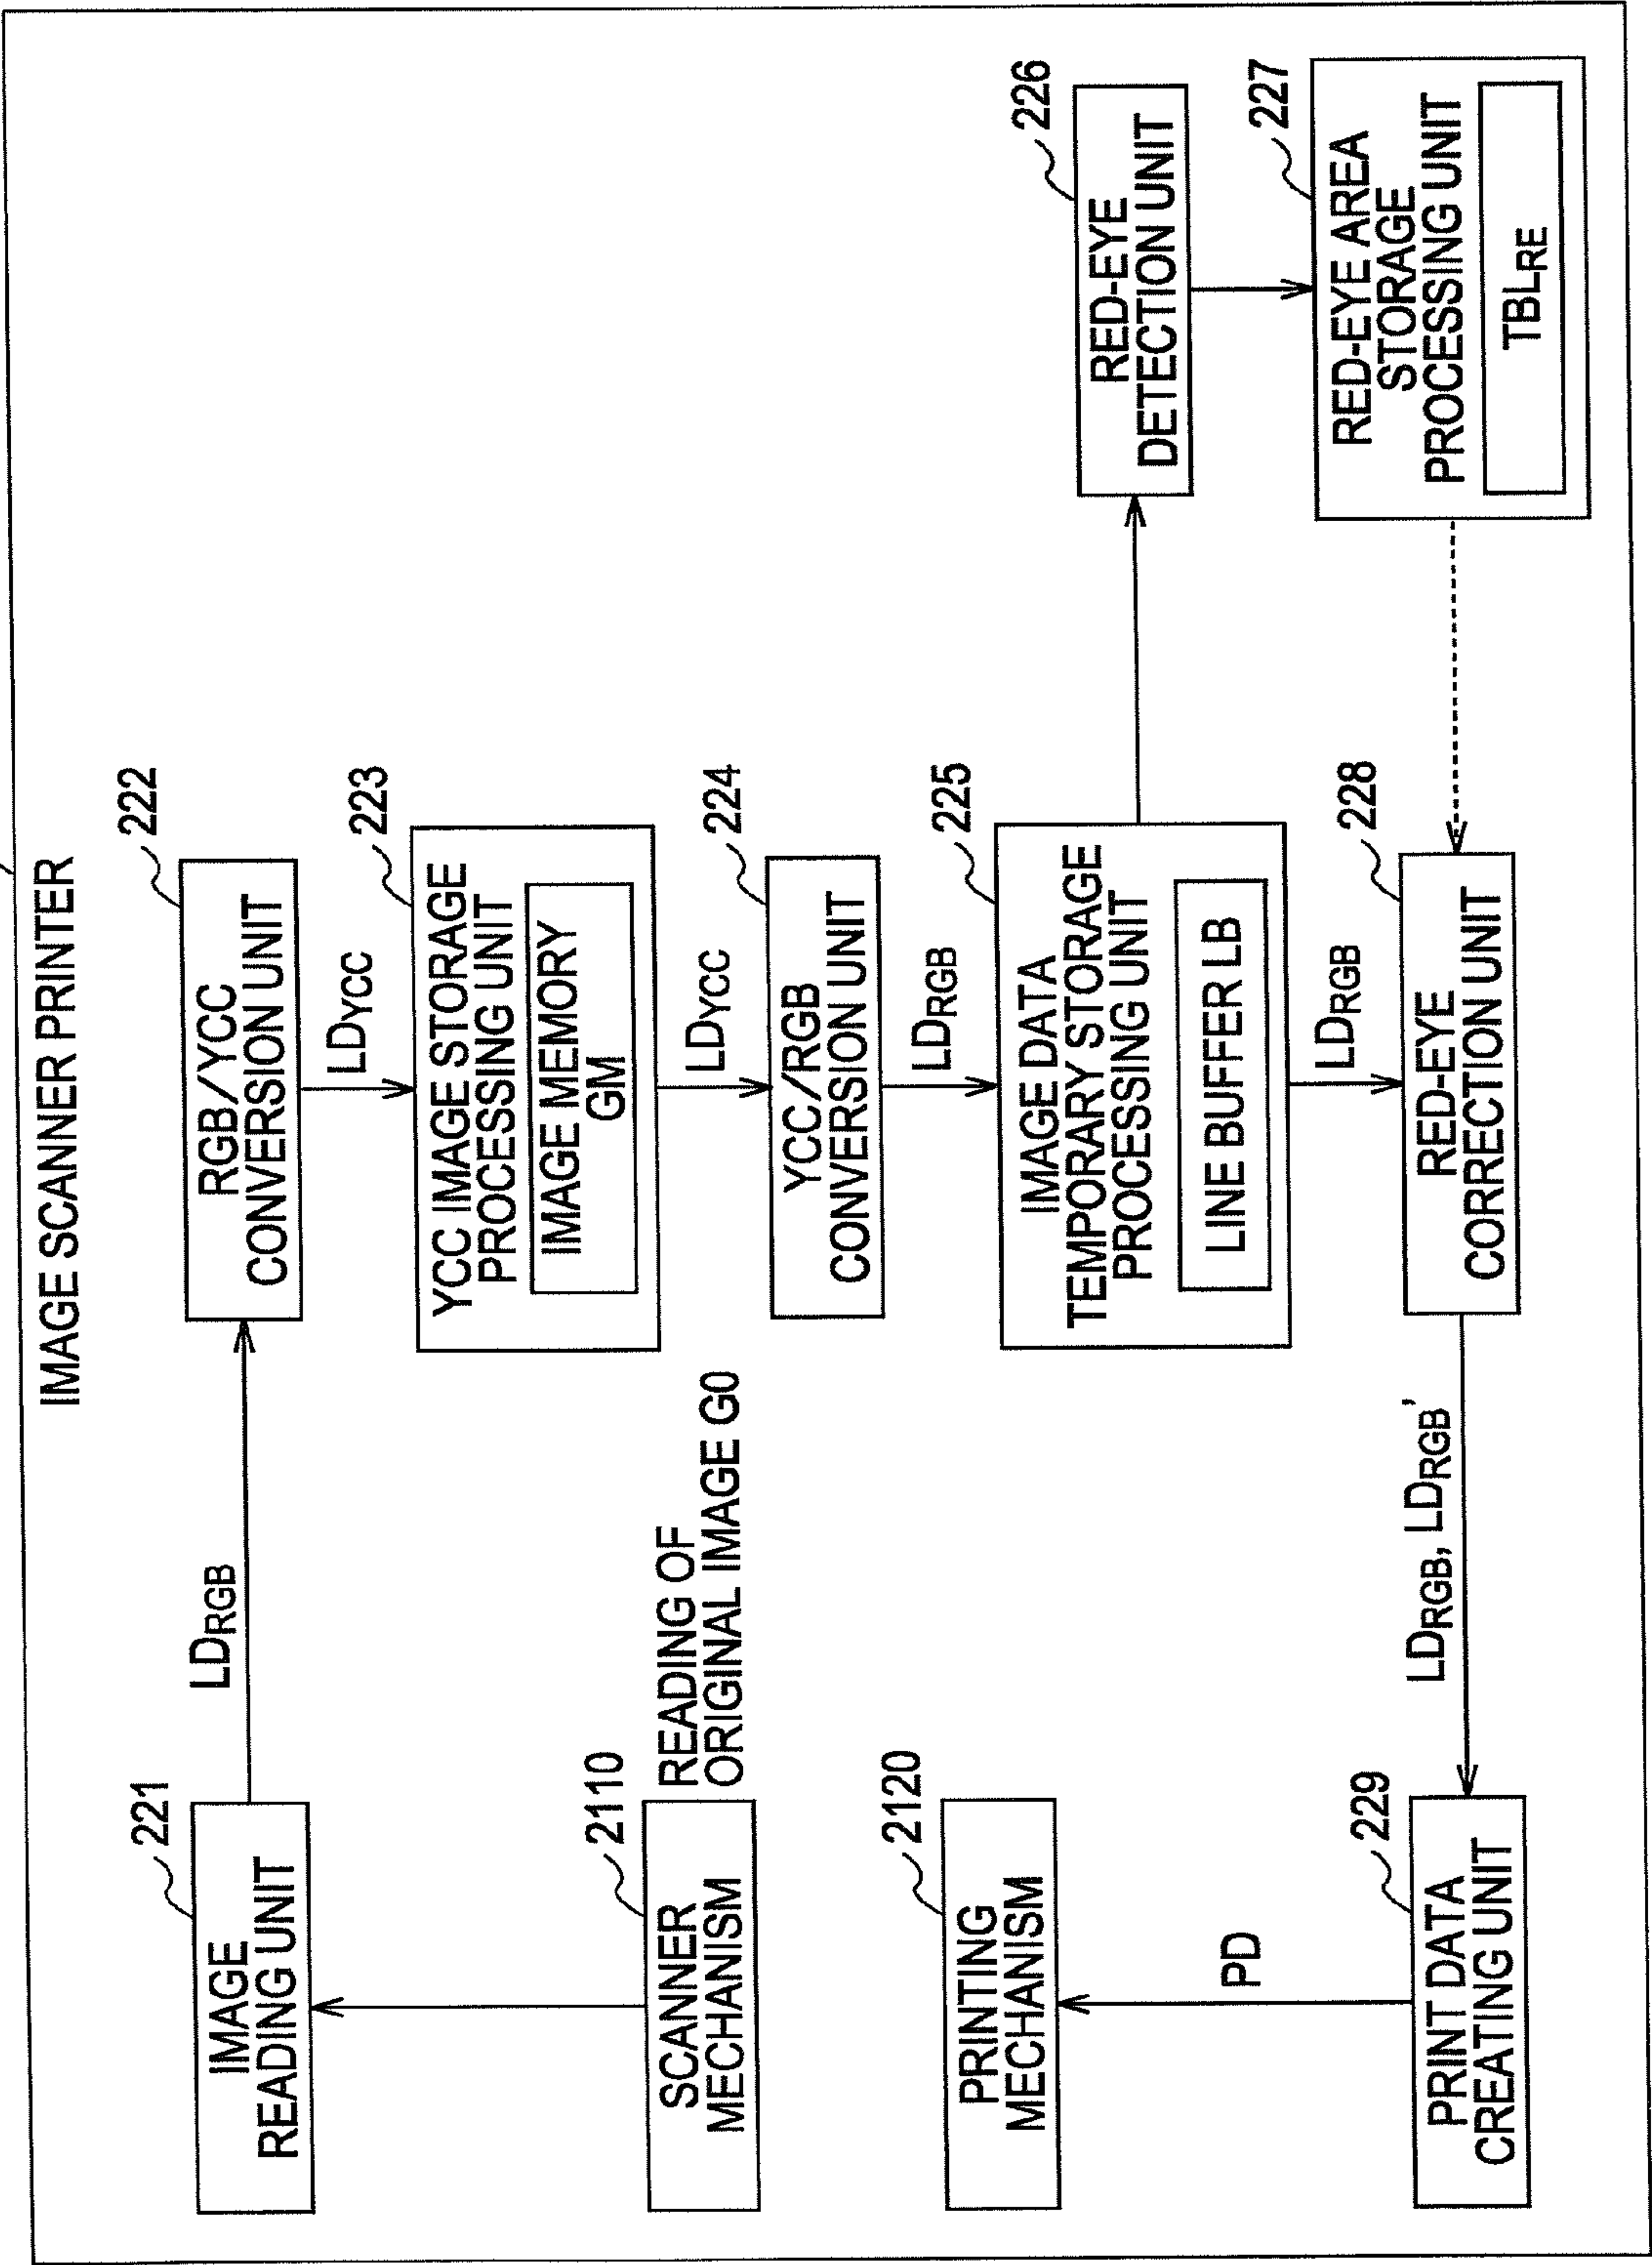 IMAGE SCANNER PRINTER
221
IMAGE
READING UNIT
LDRGB
222
RGB/YCC
CONVERSION UNIT
LDYCC
223
YCC IMAGE STORAGE
PROCESSING UNIT
IMAGE MEMORY
GM
2110
SCANNER
MECHANISM
READING OF
ORIGINAL IMAGE G0
LDYCC
224
YCC/RGB
CONVERSION UNIT
LDRGB
2120
PRINTING
MECHANISM
225
IMAGE DATA
TEMPORARY STORAGE
PROCESSING UNIT
LINE BUFFER LB
226
RED-EYE
DETECTION UNIT
PD
LDRGB
227
RED-EYE AREA
STORAGE
PROCESSING UNIT
TBLRE
229
PRINT DATA
CREATING UNIT
LDRGB, LDRGB'
228
RED-EYE
CORRECTION UNIT